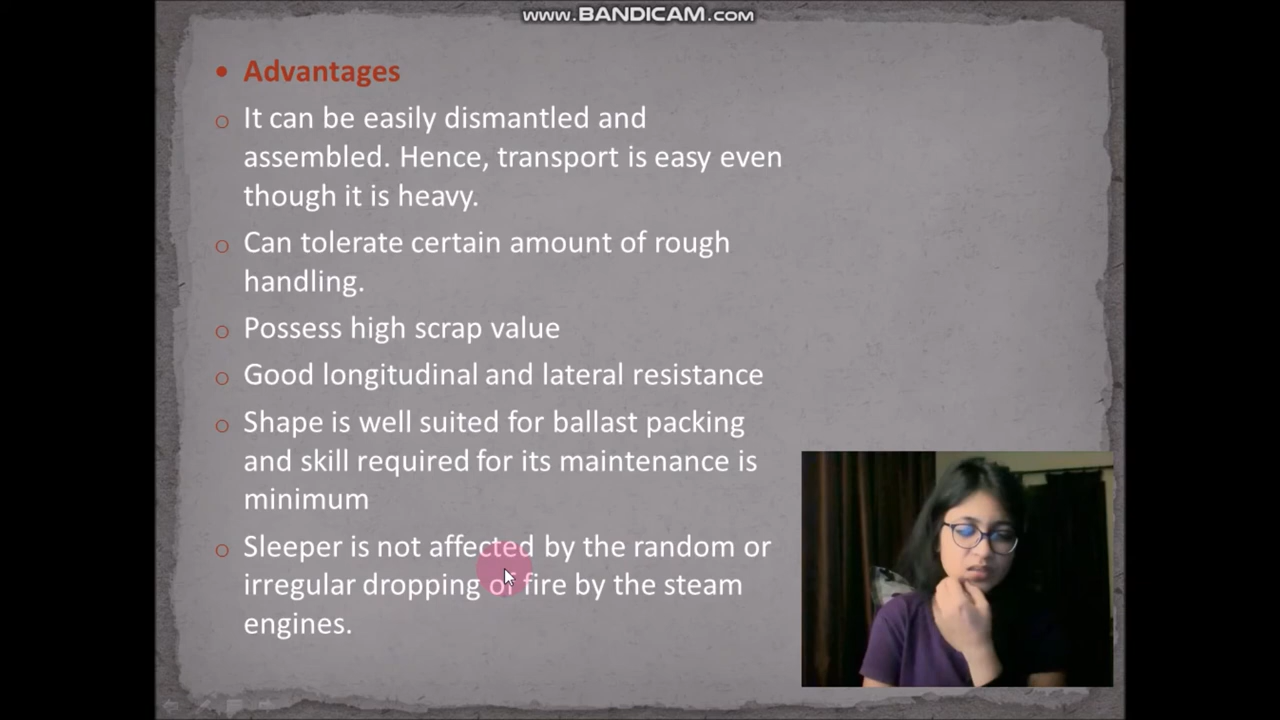 www.BANDICAM.com
• Advantages
o It can be easily dismantled and
assembled. Hence, transport is easy even
though it is heavy.
o Can tolerate certain amount of rough
handling.
o Possess high scrap value
o Good longitudinal and lateral resistance
o Shape is well suited for ballast packing
and skill required for its maintenance is
minimum
o Sleeper is not affected by the random or
irregular dropping of fire by the steam
engines.